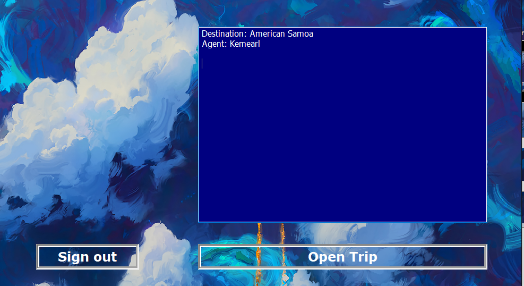 Destination: American Samoa
Agent: Kemearl
Sign out
Open Trip